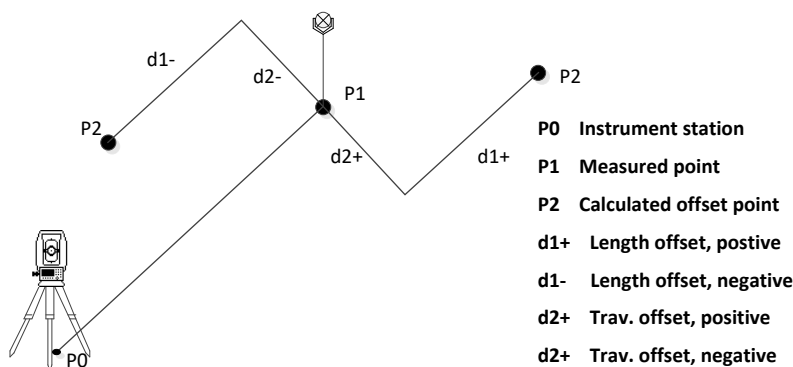 d1-
d2-
P1
P2
P2
d2+
d1+
P0
P0 Instrument station
P1 Measured point
P2 Calculated offset point
d1+ Length offset, postive
d1- Length offset, negative
d2+ Trav. offset, positive
d2+ Trav. offset, negative